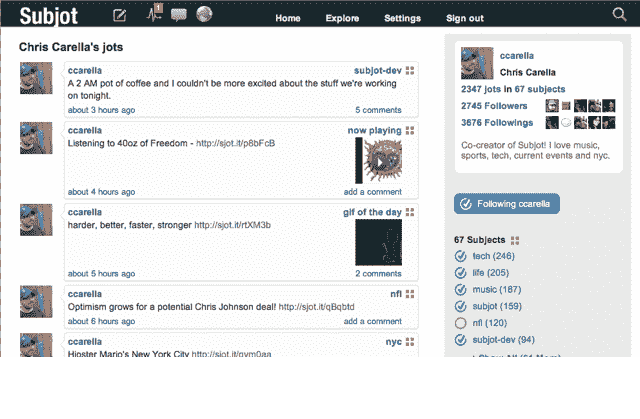 Subjot
1
Home Explore Settings Sign out
Chris Carella's jots
ccarella subjot-dev
A 2 AM pot of coffee and I couldn't be more excited about the stuff we're working
on tonight.
about 3 hours ago 5 comments
ccarella now playing
Listening to 40oz of Freedom - http://sjot.it/p8bFcB
about 4 hours ago add a comment
ccarella gif of the day
harder, better, faster, stronger http://sjot.it/rtXM3b
about 5 hours ago 2 comments
ccarella nfl
Optimism grows for a potential Chris Johnson deal! http://sjot.it/qBqbtd
about 6 hours ago add a comment
ccarella nyc
Hipster Mario's New York City
ccarella
Chris Carella
2347 jots in 67 subjects
2745 Followers
3676 Followings
Co-creator of Subjot! I love music,
sports, tech, current events and nyc.
Following ccarella
67 Subjects
tech (246)
life (205)
music (187)
subjot (159)
nfl (120)
subjot-dev (94)